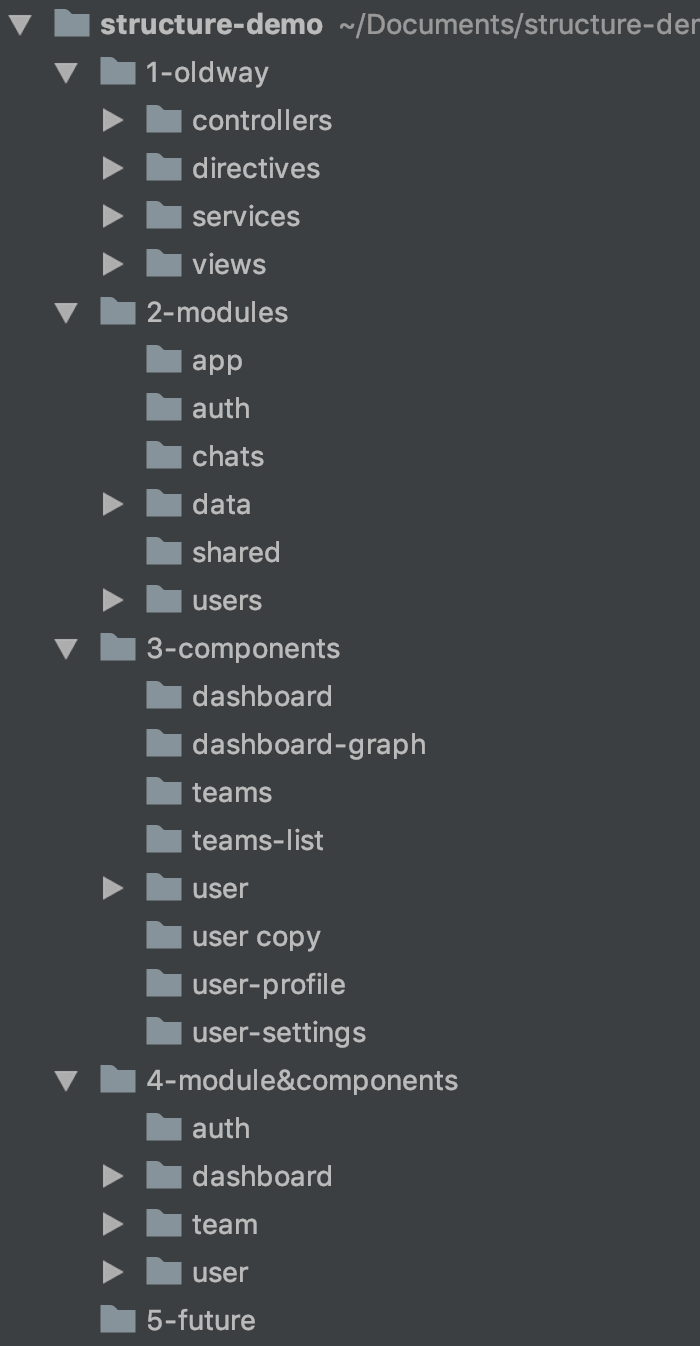 structure-demo ~/Documents/structure-der
1-oldway
controllers
directives
services
views
2-modules
app
auth
chats
data
shared
users
3-components
dashboard
dashboard-graph
teams
teams-list
user
user copy
user-profile
user-settings
4-module&components
auth
dashboard
team
user
5-future